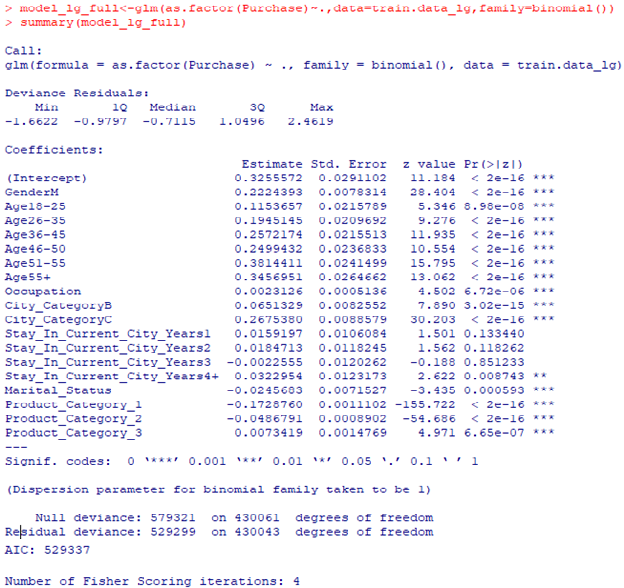 > model_lg_full<-glm(as.factor(Purchase)~.,data=train.data_lg,family=binomial())
> summary(model_lg_full)
Call:
glm(formula = as.factor(Purchase) ~ ., family = binomial(), data = train.data_lg)
Deviance Residuals:
Min 1Q Median 3Q Max
-1.6622 -0.9797 -0.7115 1.0496 2.4619
Coefficients:
Estimate Std. Error z value Pr(>|z|)
(Intercept) 0.3255572 0.0291102 11.184 < 2e-16 ***
GenderM 0.2224393 0.0078314 28.404 < 2e-16 ***
Age18-25 0.1153657 0.0215789 5.346 8.98e-08 ***
Age26-35 0.1945145 0.0209692 9.276 < 2e-16 ***
Age36-45 0.2572174 0.0215513 11.935 < 2e-16 ***
Age46-50 0.2499432 0.0236833 10.554 < 2e-16 ***
Age51-55 0.3814411 0.0241499 15.795 < 2e-16 ***
Age55+ 0.3456951 0.0264662 13.062 < 2e-16 ***
Occupation 0.0023126 0.0005136 4.502 6.72e-06 ***
City_CategoryB 0.0651329 0.0082552 7.890 3.02e-15 ***
City_CategoryC 0.2675380 0.0088579 30.203 < 2e-16 ***
Stay_In_Current_City_Years1 0.0159197 0.0106084 1.501 0.133440
Stay_In_Current_City_Years2 0.0184713 0.0118245 1.562 0.118262
Stay_In_Current_City_Years3 -0.0022555 0.0120262 -0.188 0.851233
Stay_In_Current_City_Years4+ 0.0322954 0.0123173 2.622 0.008743 **
Marital_Status -0.0245683 0.0071527 -3.435 0.000593 ***
Product_Category_1 -0.1728760 0.0011102 -155.722 < 2e-16 ***
Product_Category_2 -0.0486791 0.0008902 -54.686 < 2e-16 ***
Product_Category_3 0.0073419 0.0014769 4.971 6.65e-07 ***
---
Signif. codes: 0 ‘***’ 0.001 ‘**’ 0.01 ‘*’ 0.05 ‘.’ 0.1 ‘ ’ 1
(Dispersion parameter for binomial family taken to be 1)
Null deviance: 579321 on 430061 degrees of freedom
Residual deviance: 529299 on 430043 degrees of freedom
AIC: 529337
Number of Fisher Scoring iterations: 4